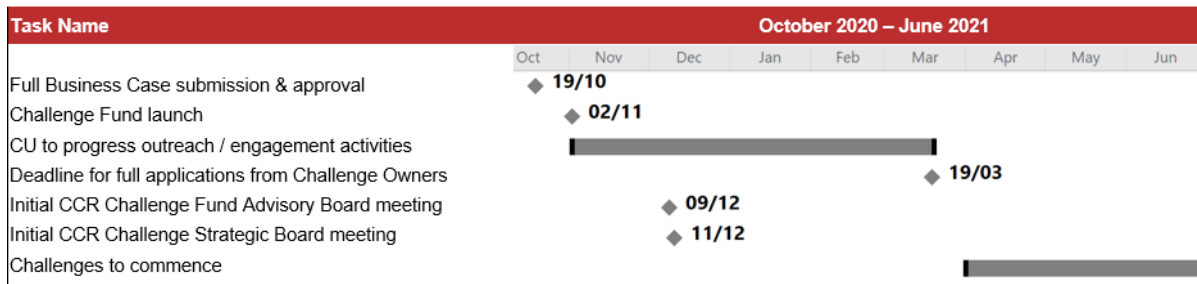 Task Name October 2020 – June 2021
Oct Nov Dec Jan Feb Mar Apr May Jun
Full Business Case submission & approval 19/10
Challenge Fund launch 02/11
CU to progress outreach / engagement activities
Deadline for full applications from Challenge Owners 19/03
Initial CCR Challenge Fund Advisory Board meeting 09/12
Initial CCR Challenge Strategic Board meeting 11/12
Challenges to commence